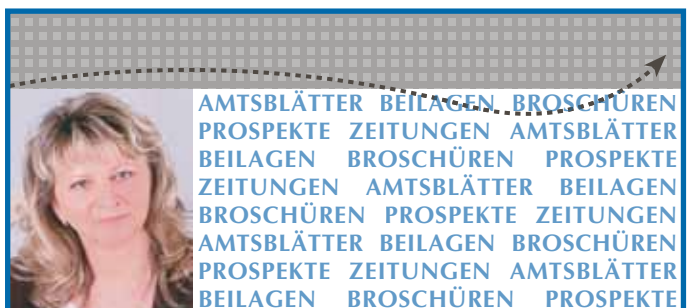 AMTSBLÄTTER BEILAGEN BROSCHÜREN
PROSPEKTE ZEITUNGEN AMTSBLÄTTER
BEILAGEN BROSCHÜREN PROSPEKTE
ZEITUNGEN AMTSBLÄTTER BEILAGEN
BROSCHÜREN PROSPEKTE ZEITUNGEN
AMTSBLÄTTER BEILAGEN BROSCHÜREN
PROSPEKTE ZEITUNGEN AMTSBLÄTTER
BEILAGEN BROSCHÜREN PROSPEKTE